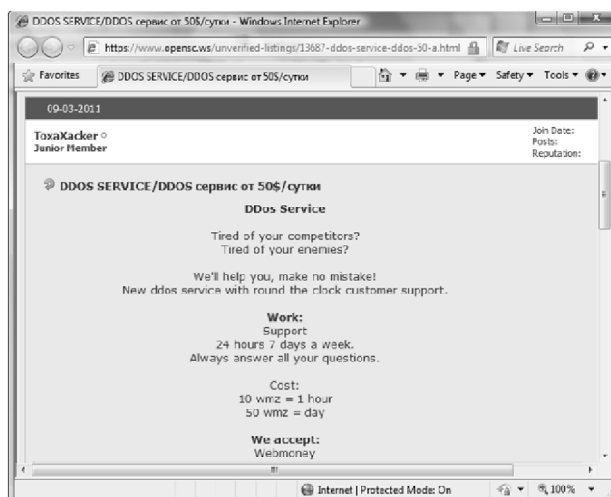 DDOS SERVICE/DDOS сервис от 50$/сутки - Windows Internet Explorer
https://www.opensc.ws/unverified-listings/13687-ddos-service-ddos-50-a.html
Live Search
Favorites
DDOS SERVICE/DDOS сервис от 50$/сутки
Page
Safety
Tools
09-03-2011
ToxaXacker
Junior Member
Join Date:
Posts:
Reputation:
DDOS SERVICE/DDOS сервис от 50$/сутки
DDos Service
Tired of your competitors?
Tired of your enemies?
We'll help you, make no mistake!
New ddos service with round the clock customer support.
Work:
Support
24 hours 7 days a week.
Always answer all your questions.
Cost:
10 wmz = 1 hour
50 wmz = day
We accept:
Webmoney
Internet | Protected Mode: On
100%